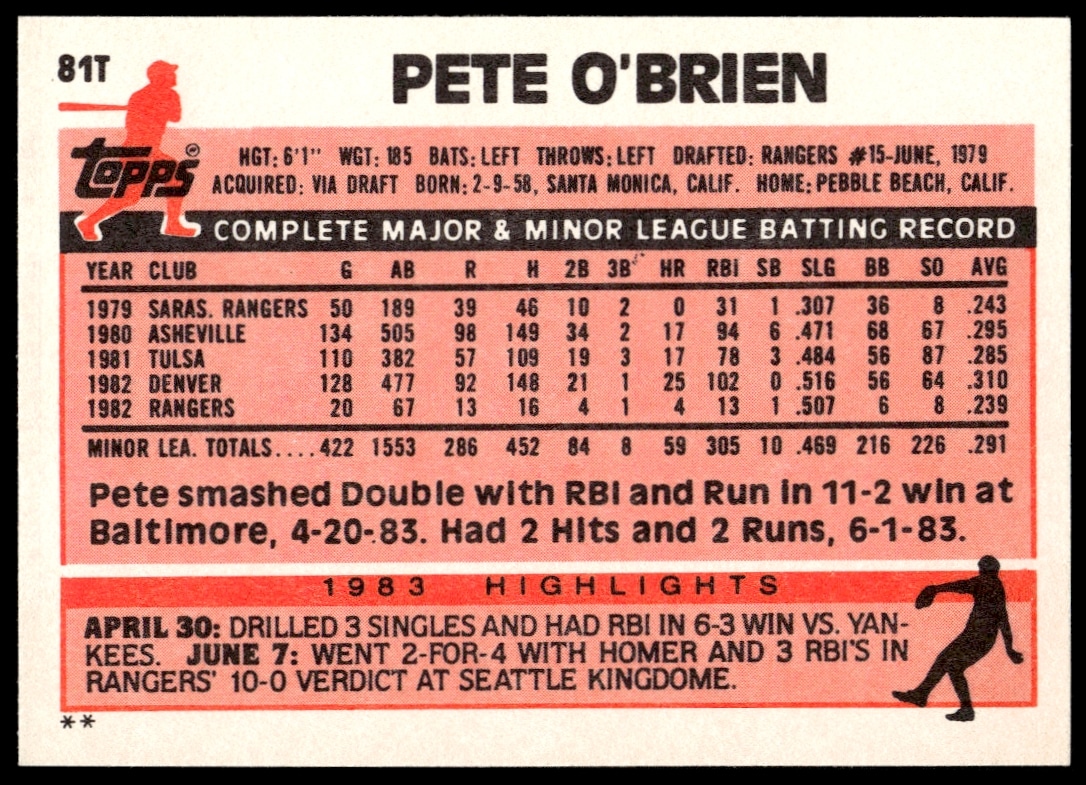 81T
PETE O'BRIEN
TOPPS ®
HGT: 6'1" WGT: 185 BATS: LEFT THROWS: LEFT DRAFTED: RANGERS #15-JUNE, 1979
ACQUIRED: VIA DRAFT BORN: 2-9-58, SANTA MONICA, CALIF. HOME: PEBBLE BEACH, CALIF.
COMPLETE MAJOR & MINOR LEAGUE BATTING RECORD
YEAR CLUB G AB R H 2B 3B HR RBI SB SLG BB SO AVG
1979 SARAS. RANGERS 50 189 39 46 10 2 0 31 1 .307 36 8 .243
1980 ASHEVILLE 134 505 98 149 34 2 17 94 6 .471 68 67 .295
1981 TULSA 110 382 57 109 19 3 17 78 3 .484 56 87 .285
1982 DENVER 128 477 92 148 21 1 25 102 0 .516 56 64 .310
1982 RANGERS 20 67 13 16 4 1 4 13 1 .507 6 8 .239
MINOR LEA. TOTALS....422 1553 286 452 84 8 59 305 10 .469 216 226 .291
Pete smashed Double with RBI and Run in 11-2 win at
Baltimore, 4-20-83. Had 2 Hits and 2 Runs, 6-1-83.
1983 HIGHLIGHTS
APRIL 30: DRILLED 3 SINGLES AND HAD RBI IN 6-3 WIN VS. YAN-
KEES. JUNE 7: WENT 2-FOR-4 WITH HOMER AND 3 RBI'S IN
RANGERS' 10-0 VERDICT AT SEATTLE KINGDOME.
**